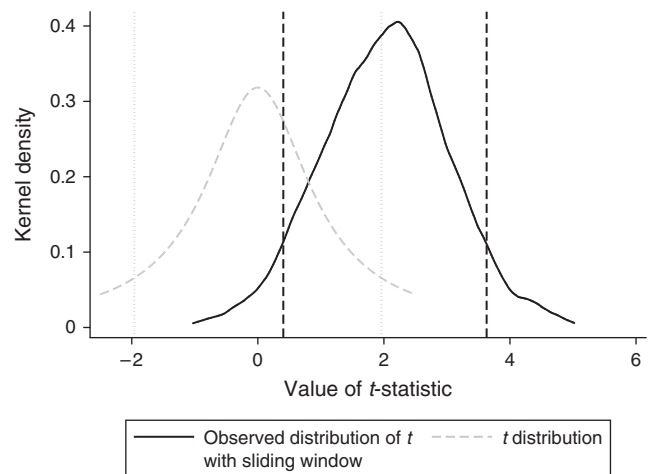 0.4
0.3
0.2
0.1
0
Kernel density
−2 0 2 4 6
Value of t-statistic
Observed distribution of t
with sliding window
t distribution